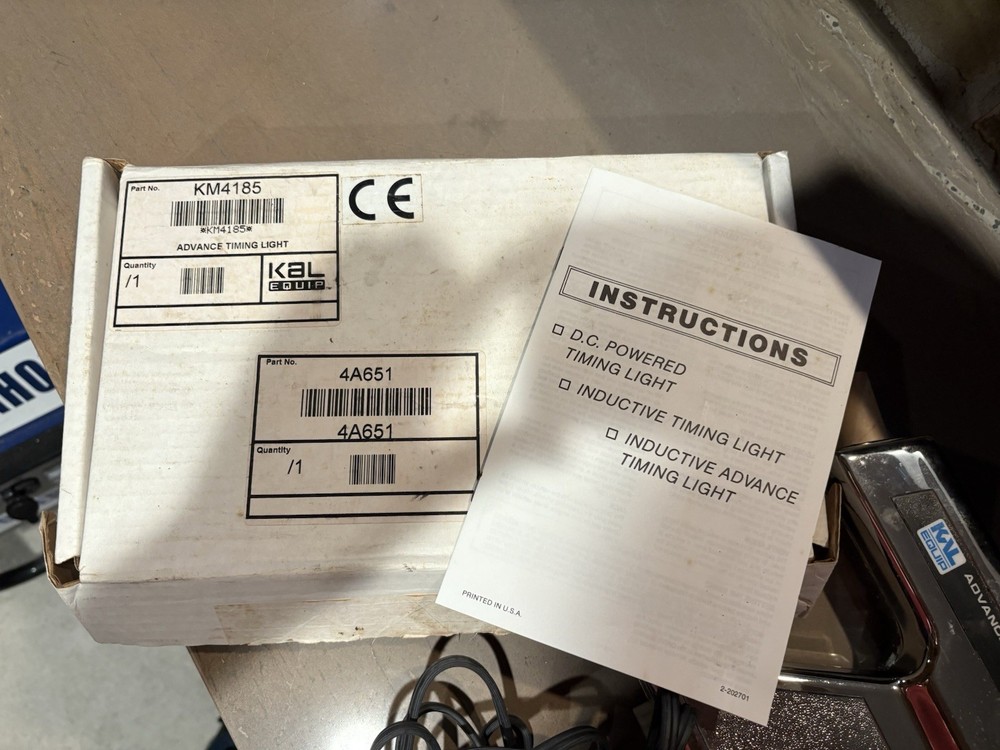 Part No.
KM4185
*KM4185*
ADVANCE TIMING LIGHT
Quantity
/1
KAL
EQUIP
CE
Part No.
4A651
4A651
Quantity
/1
INSTRUCTIONS
D.C. POWERED
TIMING LIGHT
INDUCTIVE TIMING LIGHT
INDUCTIVE ADVANCE
TIMING LIGHT
PRINTED IN U.S.A.
2-202701
KAL
EQUIP
ADVANC
OHU